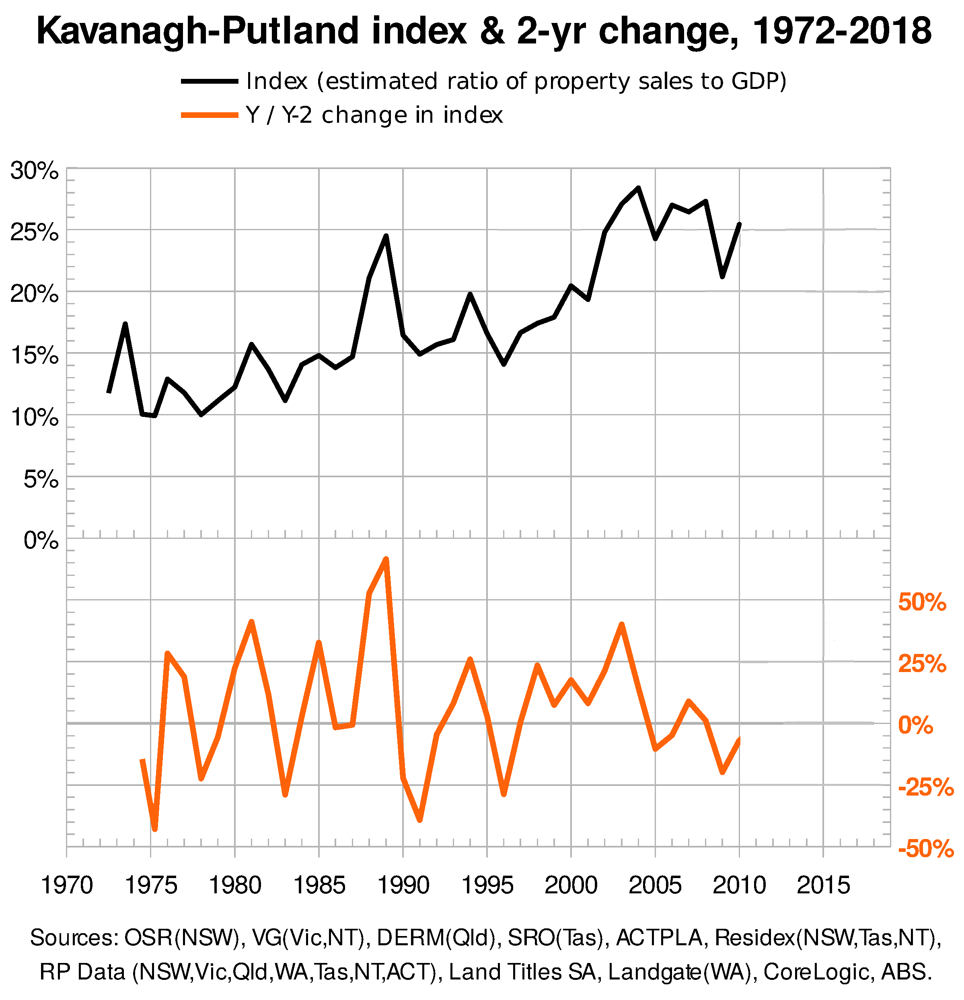 Kavanagh-Putland index & 2-yr change, 1972-2018
Index (estimated ratio of property sales to GDP)
Y / Y-2 change in index
30%
25%
20%
15%
10%
5%
0%
50%
25%
0%
-25%
-50%
1970 1975 1980 1985 1990 1995 2000 2005 2010 2015
Sources: OSR(NSW), VG(Vic,NT), DERM(Qld), SRO(Tas), ACTPLA, Residex(NSW,Tas,NT),
RP Data (NSW,Vic,Qld,WA,Tas,NT,ACT), Land Titles SA, Landgate(WA), CoreLogic, ABS.